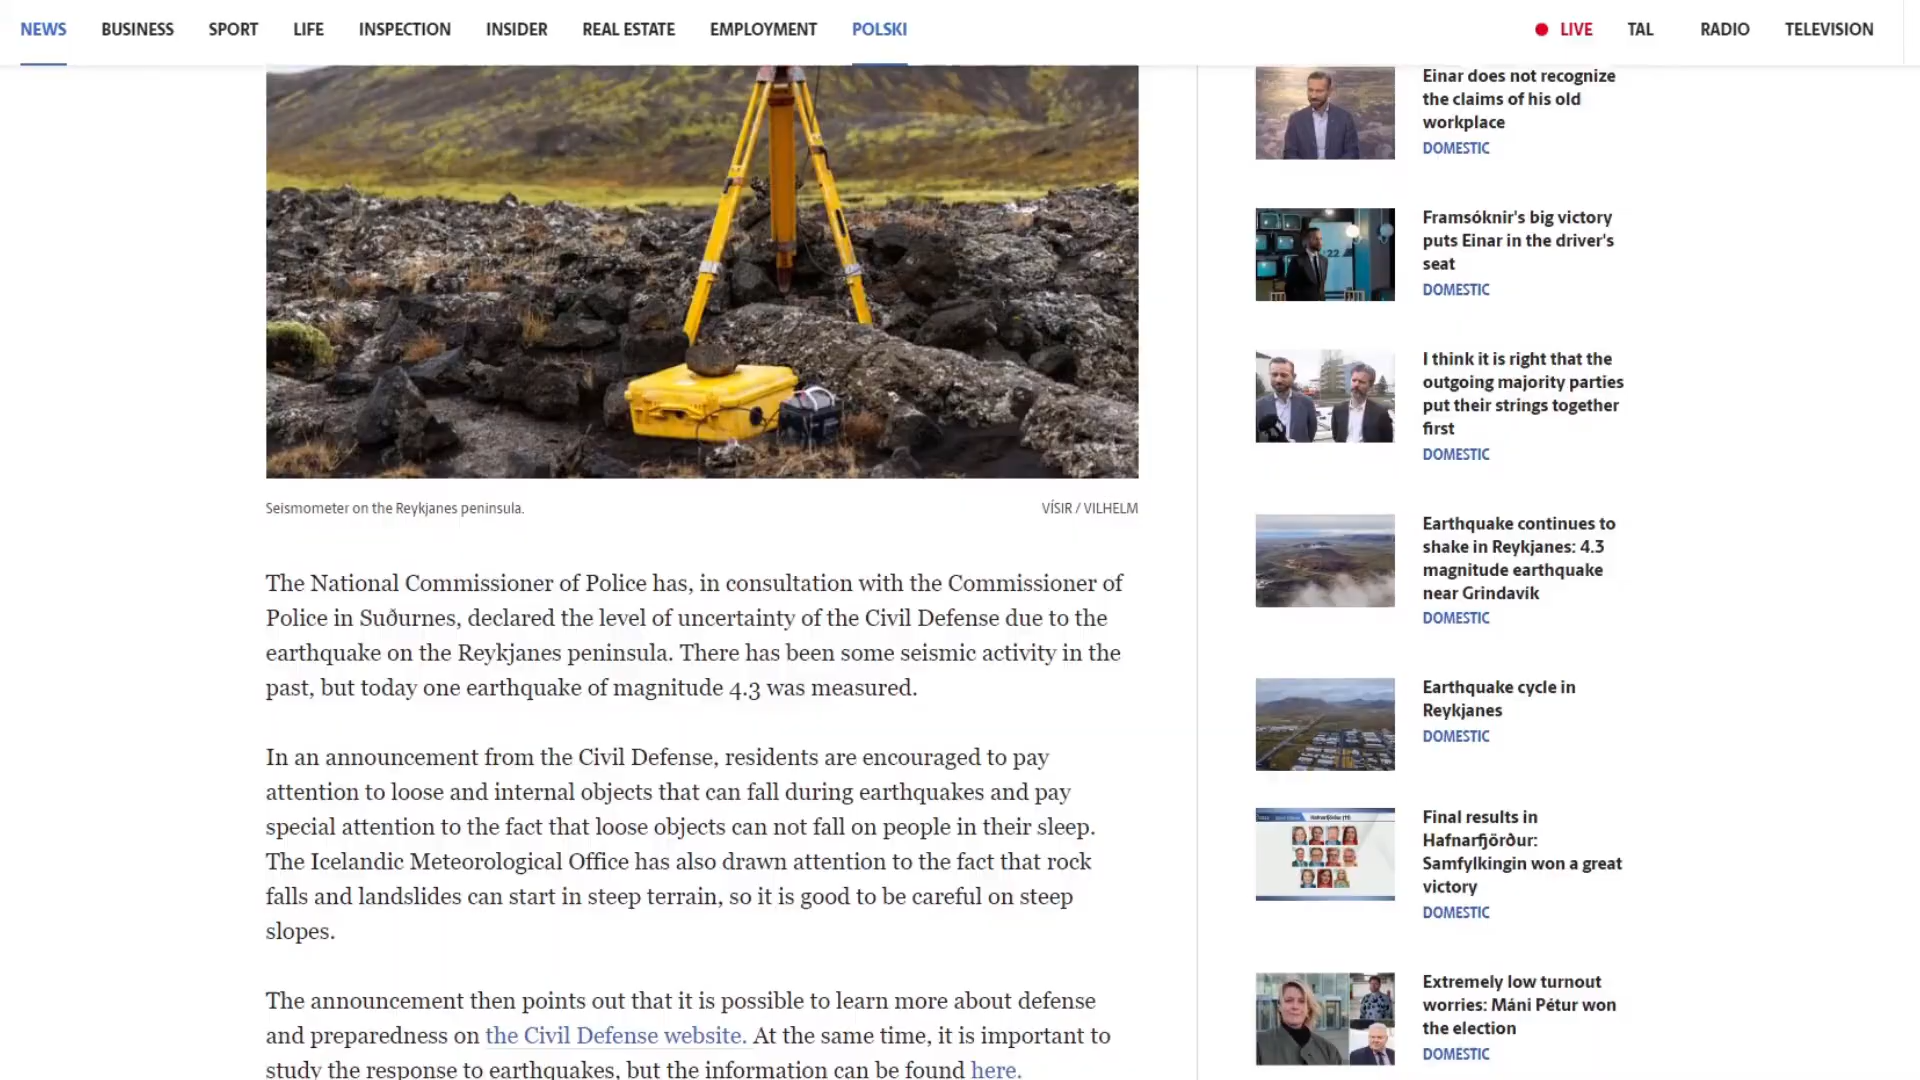 NEWS BUSINESS SPORT LIFE INSPECTION INSIDER REAL ESTATE EMPLOYMENT POLSKI LIVE TAL RADIO TELEVISION
Seismometer on the Reykjanes peninsula. VÍSIR / VILHELM
The National Commissioner of Police has, in consultation with the Commissioner of
Police in Suðurnes, declared the level of uncertainty of the Civil Defense due to the
earthquake on the Reykjanes peninsula. There has been some seismic activity in the
past, but today one earthquake of magnitude 4.3 was measured.
In an announcement from the Civil Defense, residents are encouraged to pay
attention to loose and internal objects that can fall during earthquakes and pay
special attention to the fact that loose objects can not fall on people in their sleep.
The Icelandic Meteorological Office has also drawn attention to the fact that rock
falls and landslides can start in steep terrain, so it is good to be careful on steep
slopes.
The announcement then points out that it is possible to learn more about defense
and preparedness on the Civil Defense website. At the same time, it is important to
study the response to earthquakes, but the information can be found here.
Einar does not recognize
the claims of his old
workplace
DOMESTIC
Framsóknir's big victory
puts Einar in the driver's
seat
DOMESTIC
I think it is right that the
outgoing majority parties
put their strings together
first
DOMESTIC
Earthquake continues to
shake in Reykjanes: 4.3
magnitude earthquake
near Grindavík
DOMESTIC
Earthquake cycle in
Reykjanes
DOMESTIC
Final results in
Hafnarfjörður:
Samfylkingin won a great
victory
DOMESTIC
Extremely low turnout
worries: Máni Pétur won
the election
DOMESTIC